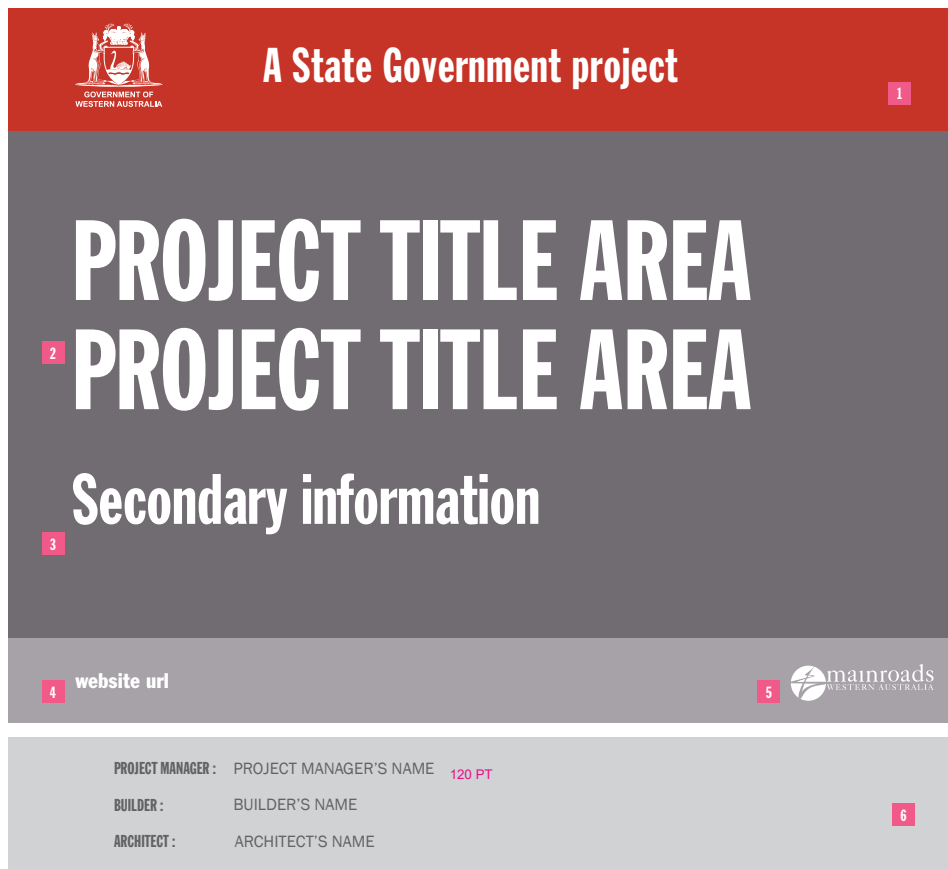 GOVERNMENT OF
WESTERN AUSTRALIA
A State Government project
1
PROJECT TITLE AREA
2 PROJECT TITLE AREA
Secondary information
3
4 website url
5 mainroads
WESTERN AUSTRALIA
PROJECT MANAGER : PROJECT MANAGER'S NAME 120 PT
BUILDER : BUILDER'S NAME
6
ARCHITECT : ARCHITECT'S NAME